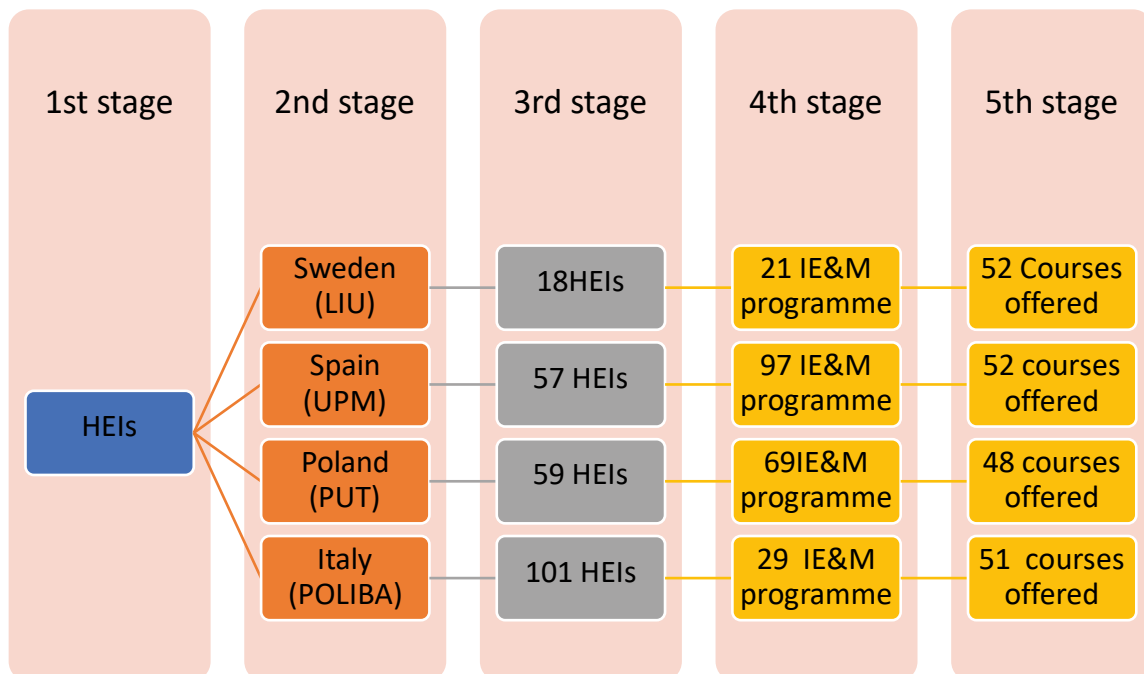 1st stage
2nd stage
3rd stage
4th stage
5th stage
HEIs
Sweden
(LIU)
18HEIs
21 IE&M
programme
52 Courses
offered
Spain
(UPM)
57 HEIs
97 IE&M
programme
52 courses
offered
Poland
(PUT)
59 HEIs
69IE&M
programme
48 courses
offered
Italy
(POLIBA)
101 HEIs
29  IE&M
programme
51  courses
offered